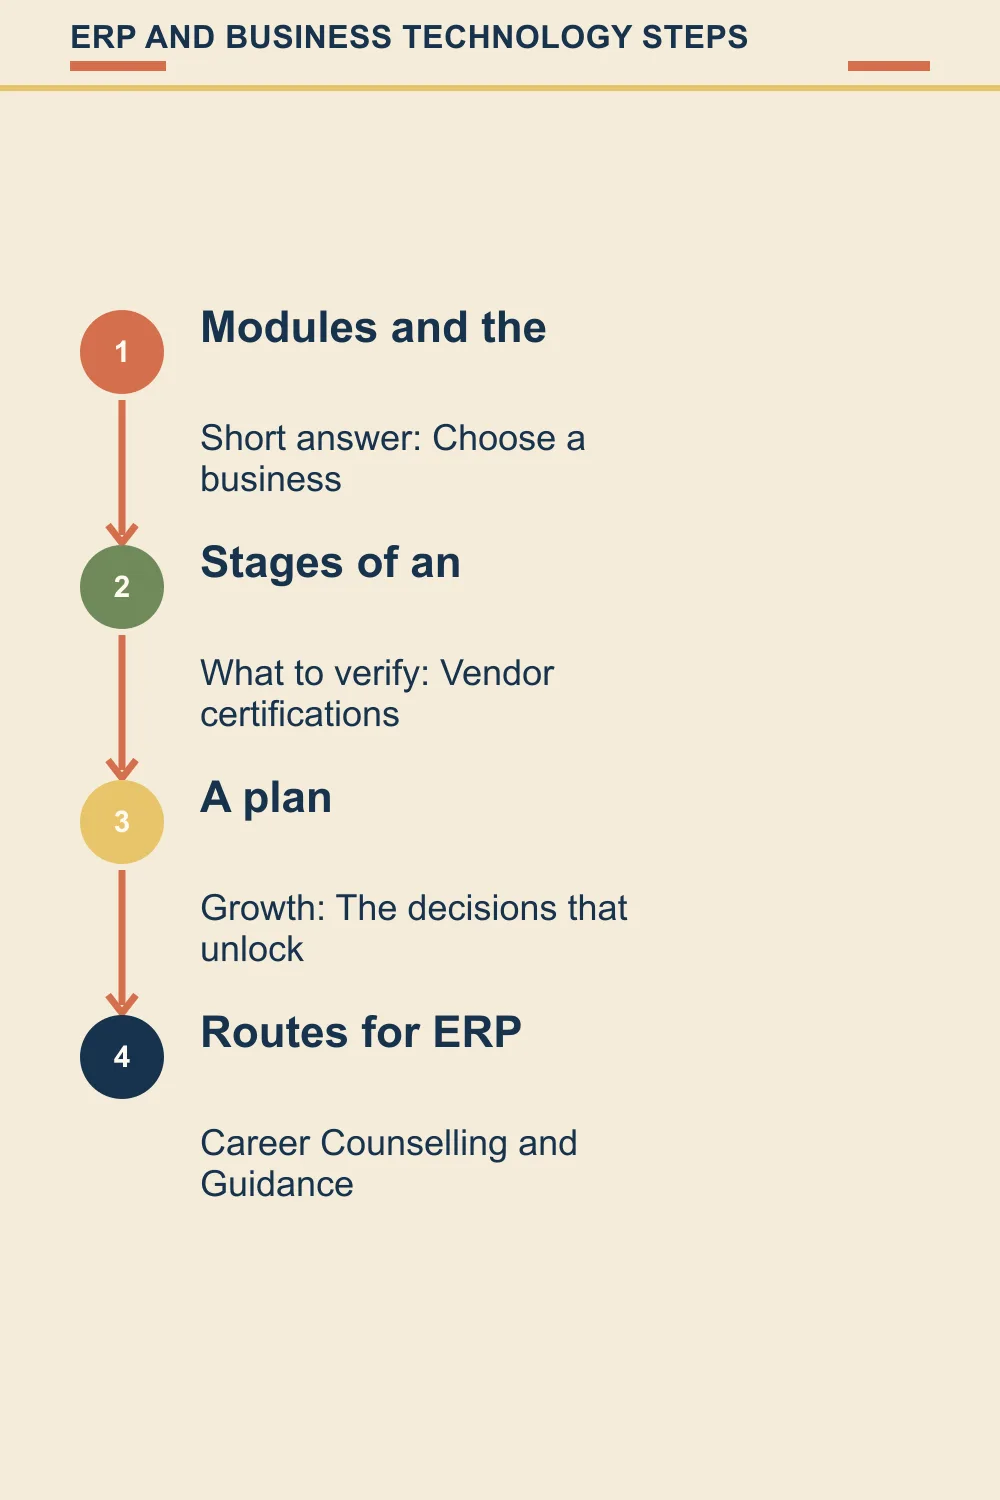 ERP AND BUSINESS TECHNOLOGY STEPS
1
Modules and the
Short answer: Choose a
business
2
Stages of an
What to verify: Vendor
certifications
3
A plan
Growth: The decisions that
unlock
4
Routes for ERP
Career Counselling and
Guidance